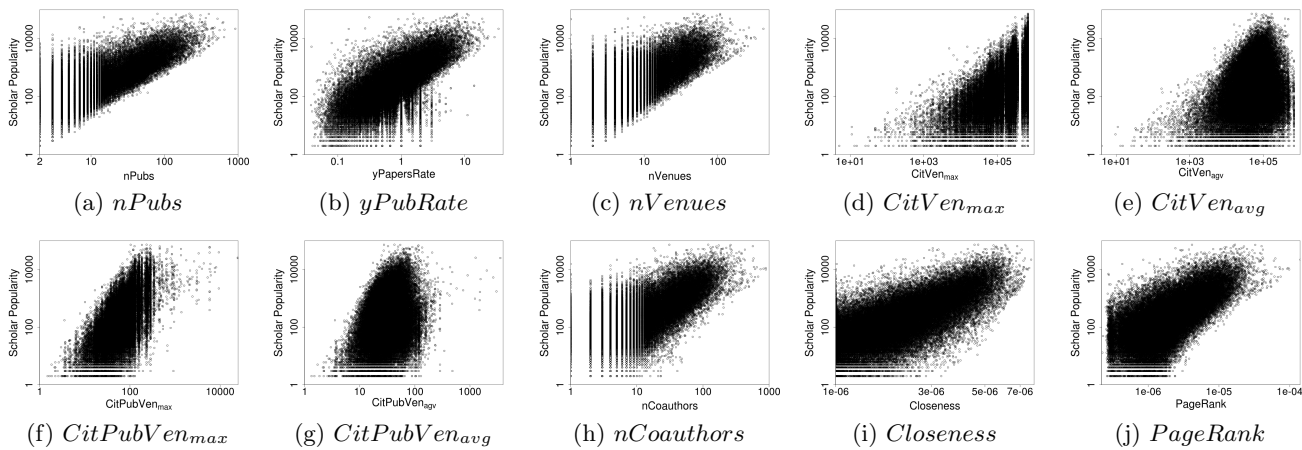 Scholar Popularity
1 100 10000
2 10 100 1000
nPubs
(a) nPubs
Scholar Popularity
1 100 10000
0.1 1 10
yPapersRate
(b) yPubRate
Scholar Popularity
1 100 10000
1 10 100
nVenues
(c) nVenues
Scholar Popularity
1 100 10000
1e+01 1e+03 1e+05
CitVen_max
(d) CitVen_max
Scholar Popularity
1 100 10000
1e+01 1e+03 1e+05
CitVen_agv
(e) CitVen_avg
Scholar Popularity
1 100 10000
1 100 10000
CitPubVen_max
(f) CitPubVen_max
Scholar Popularity
1 100 10000
1 10 100 1000
CitPubVen_agv
(g) CitPubVen_avg
Scholar Popularity
1 100 10000
1 10 100 1000
nCoauthors
(h) nCoauthors
Scholar Popularity
1 100 10000
1e-06 3e-06 5e-06 7e-06
Closeness
(i) Closeness
Scholar Popularity
1 100 10000
1e-06 1e-05 1e-04
PageRank
(j) PageRank